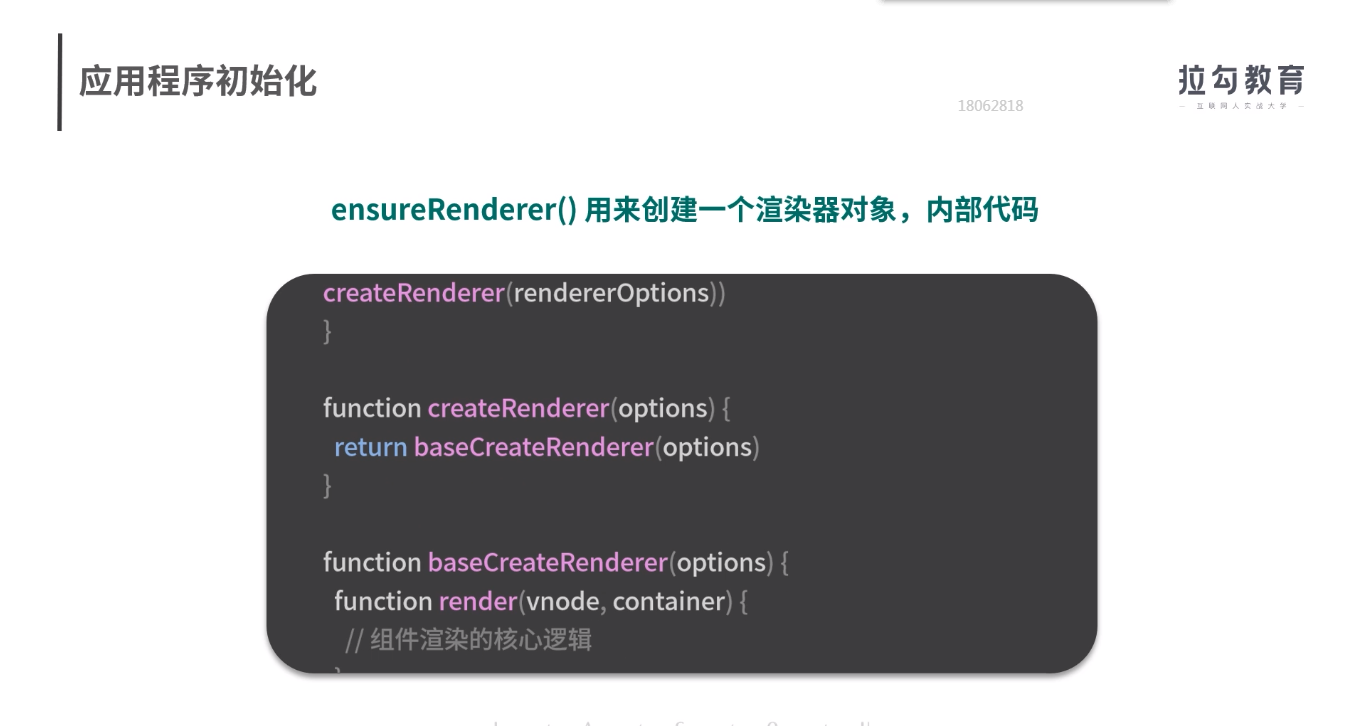 应用程序初始化
拉勾教育
18062818
互联网人实战大学
ensureRenderer() 用来创建一个渲染器对象，内部代码
createRenderer(rendererOptions))
}
function createRenderer(options) {
return baseCreateRenderer(options)
}
function baseCreateRenderer(options) {
function render(vnode, container) {
// 组件渲染的核心逻辑
}